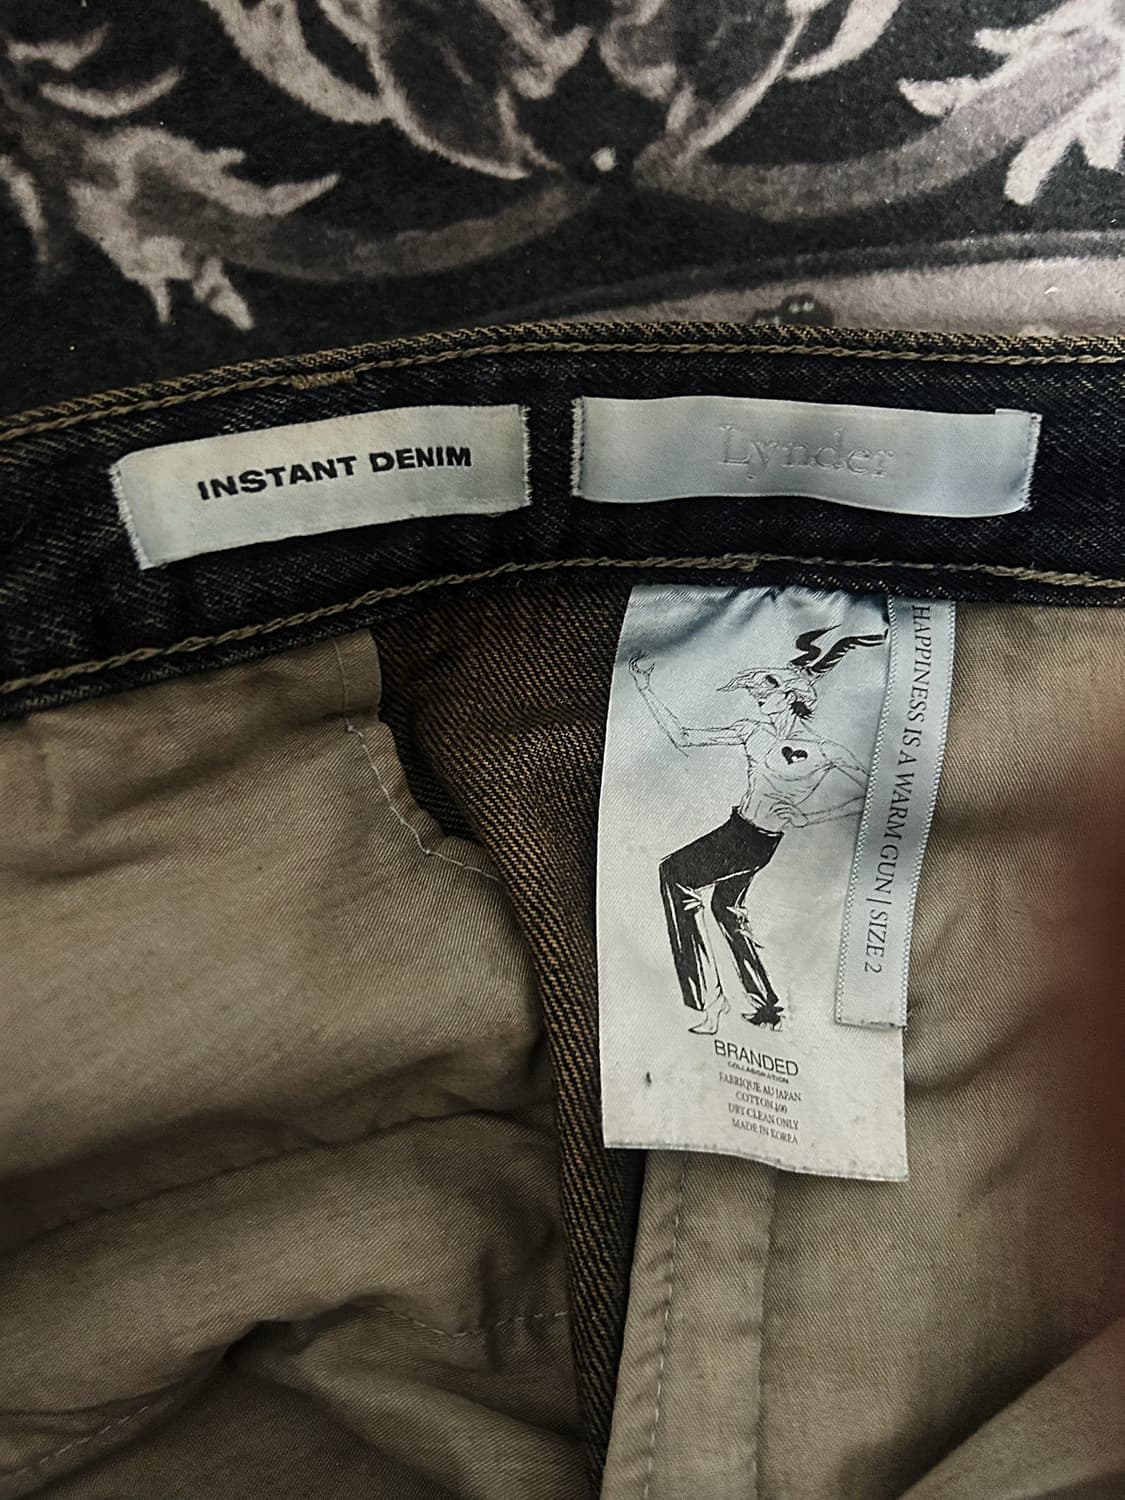 INSTANT DENIM
Lynder
HAPPINESS IS A WARM GUN | SIZE 2
BRANDED
COLLABORATION
FABRIQUE AU JAPAN
COTTON 100
DRY CLEAN ONLY
MADE IN KOREA